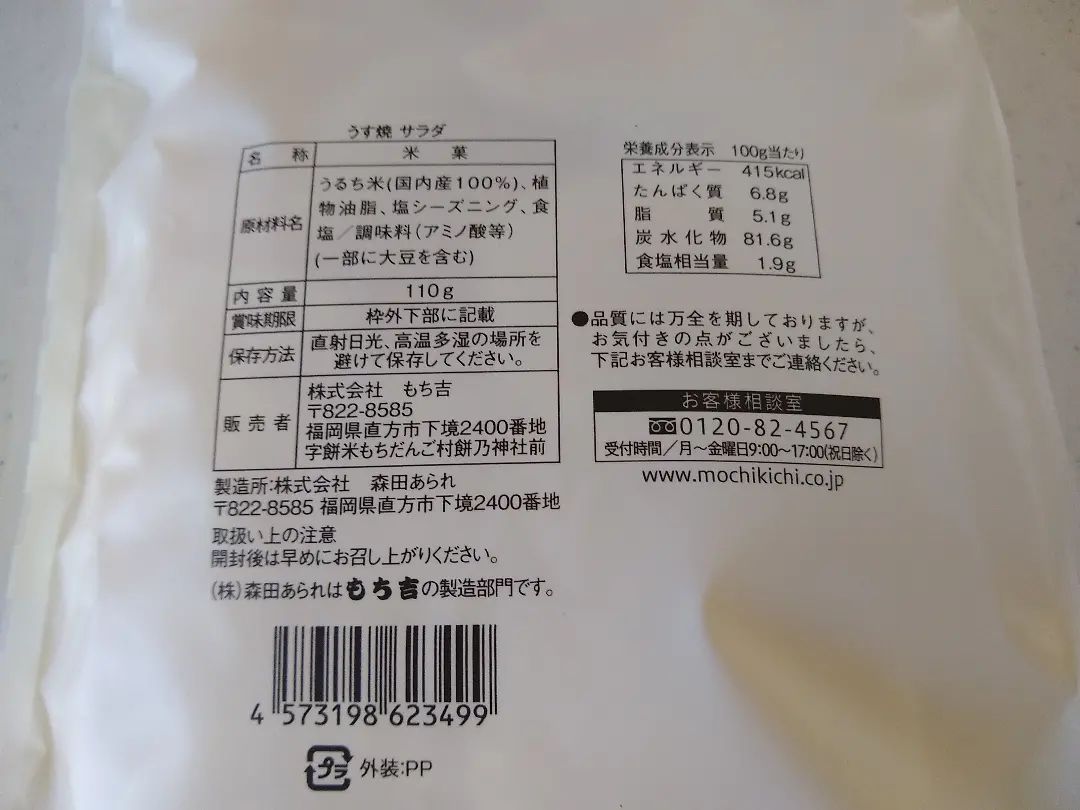 うす焼 サラダ
名称 米菓
原材料名 うるち米(国内産100%)、植
物油脂、塩シーズニング、食
塩／調味料(アミノ酸等)
(一部に大豆を含む)
内容量 110g
賞味期限 枠外下部に記載
保存方法 直射日光、高温多湿の場所を
避けて保存してください。
販売者 株式会社 もち吉
〒822-8585
福岡県直方市下境2400番地
字餅米もちだんご村餅乃神社前
製造所:株式会社 森田あられ
〒822-8585 福岡県直方市下境2400番地
取扱い上の注意
開封後は早めにお召し上がりください。
(株)森田あられはもち吉の製造部門です。
4 573198 623499
プラ 外装:PP
栄養成分表示 100g当たり
エネルギー 415kcal
たんぱく質 6.8g
脂質 5.1g
炭水化物 81.6g
食塩相当量 1.9g
●品質には万全を期しておりますが、
お気付きの点がございましたら、
下記お客様相談室までご連絡ください。
お客様相談室
0120-82-4567
受付時間／月～金曜日9:00～17:00(祝日除く)
www.mochikichi.co.jp